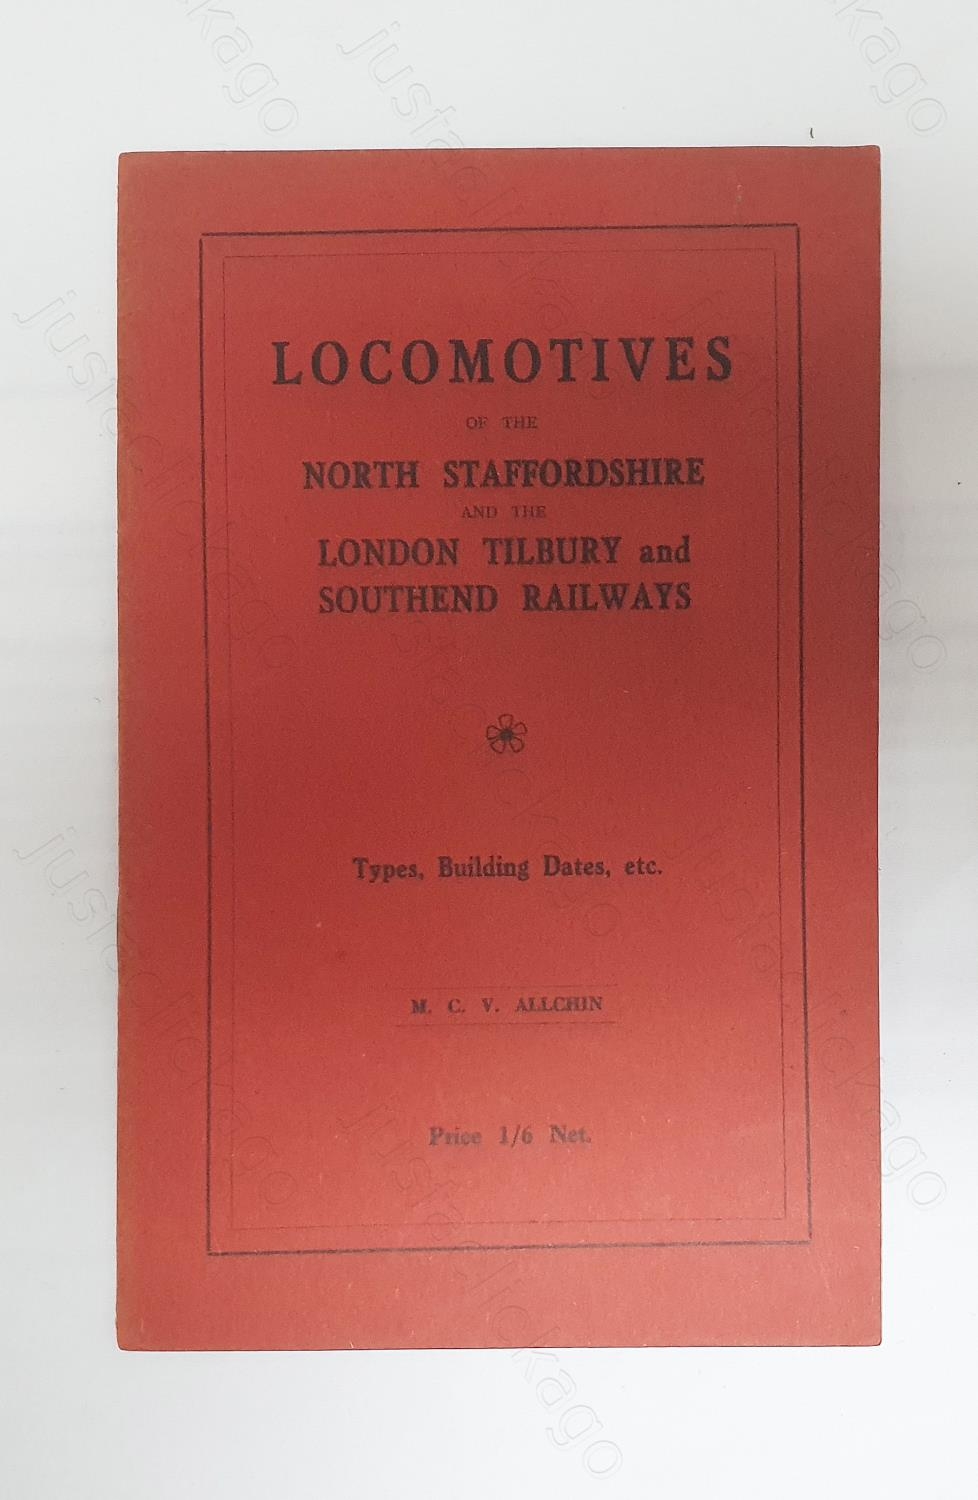 LOCOMOTIVES
OF THE
NORTH STAFFORDSHIRE
AND THE
LONDON TILBURY and
SOUTHEND RAILWAYS
Types, Building Dates, etc.
M. C. V. ALLCHIN
Price 1/6 Net.